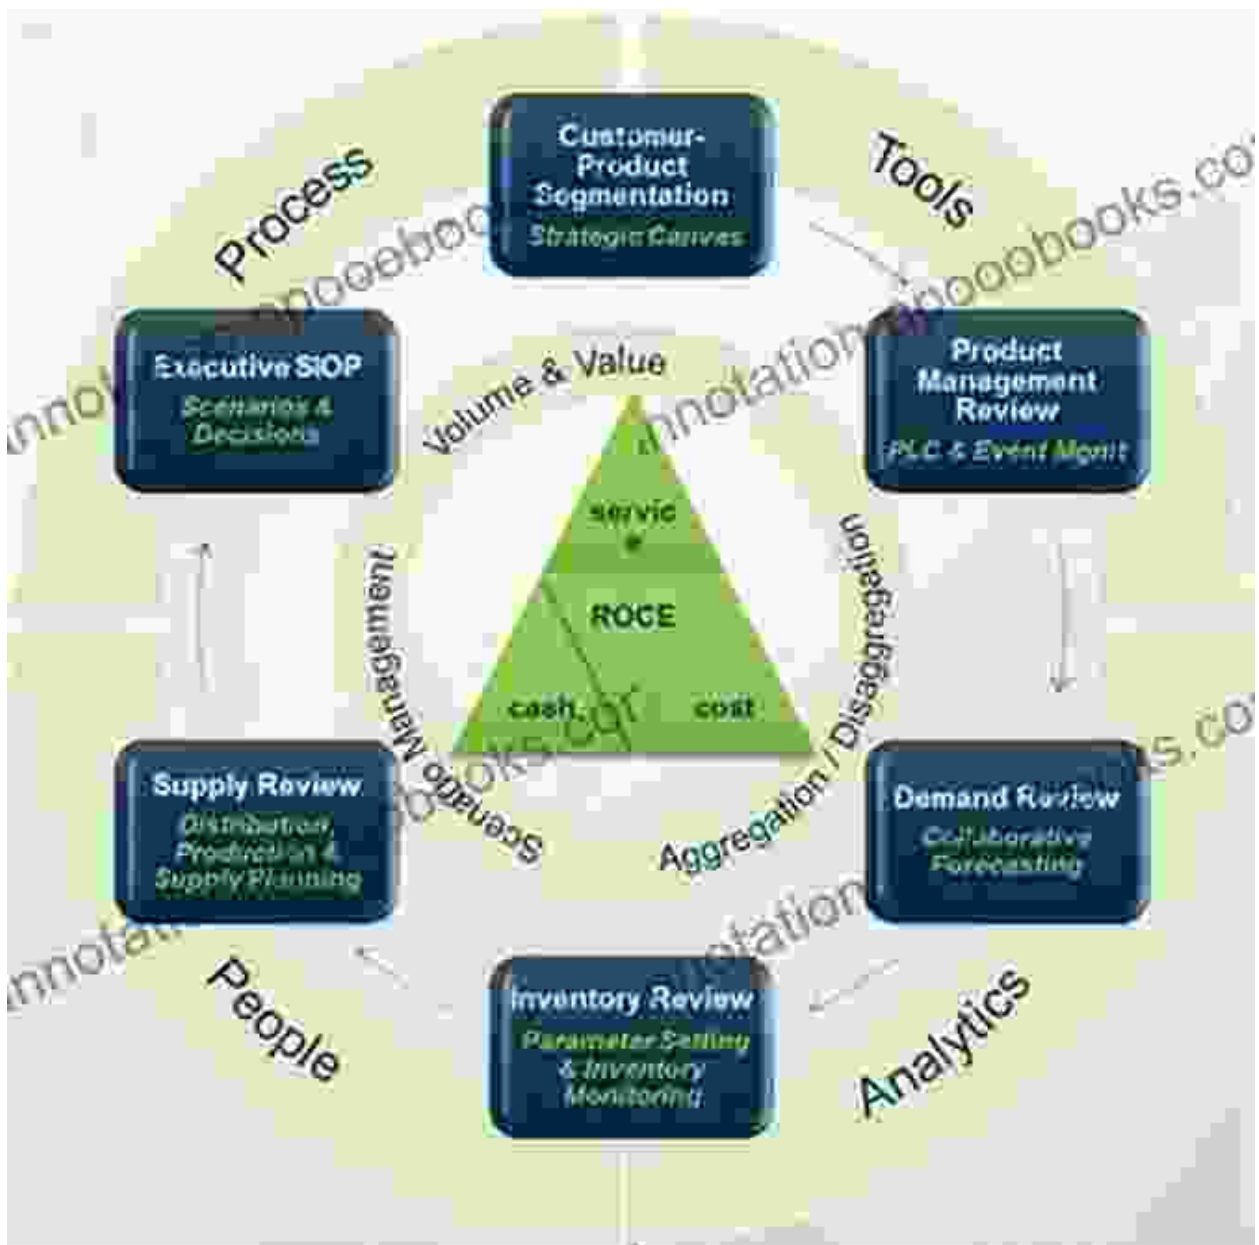 Process
Tools
Customer-
Product
Segmentation
Strategic Canvas
Executive SIOP
Scenarios &
Decisions
Product
Management
Review
PLC & Event Mgmt
Volume & Value
servic
e
ROCE
cash
cost
Scenario Management
Aggregation / Disaggregation
Supply Review
Distribution,
Production &
Supply Planning
Demand Review
Collaborative
Forecasting
Inventory Review
Parameter Setting
& Inventory
Monitoring
People
Analytics